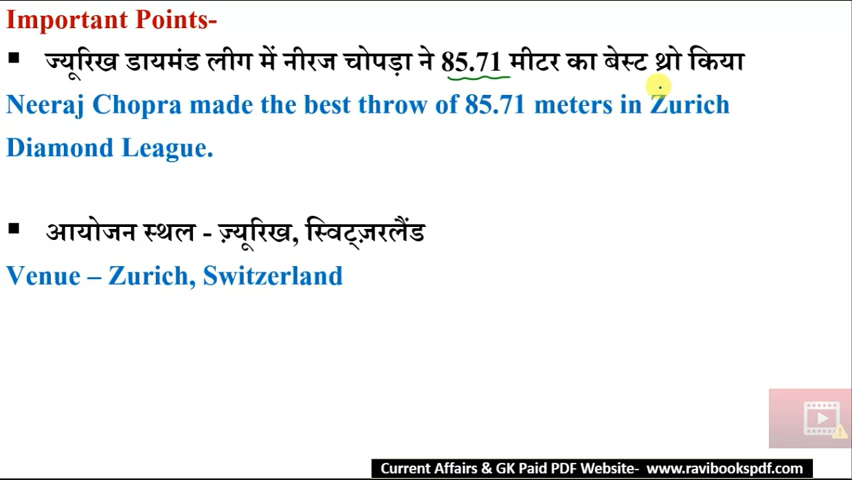 Important Points-
▪ ज्यूरिख डायमंड लीग में नीरज चोपड़ा ने 85.71 मीटर का बेस्ट थ्रो किया
Neeraj Chopra made the best throw of 85.71 meters in Zurich
Diamond League.
▪ आयोजन स्थल - ज़्यूरिख, स्विट्ज़रलैंड
Venue – Zurich, Switzerland
Current Affairs & GK Paid PDF Website- www.ravibookspdf.com